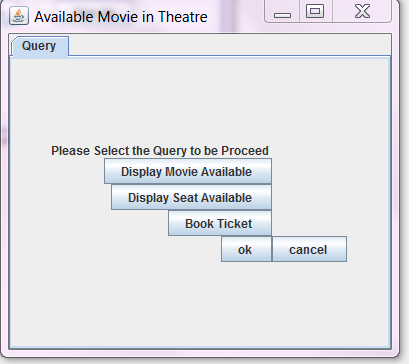 Available Movie in Theatre
Query
Please Select the Query to be Proceed
Display Movie Available
Display Seat Available
Book Ticket
ok cancel